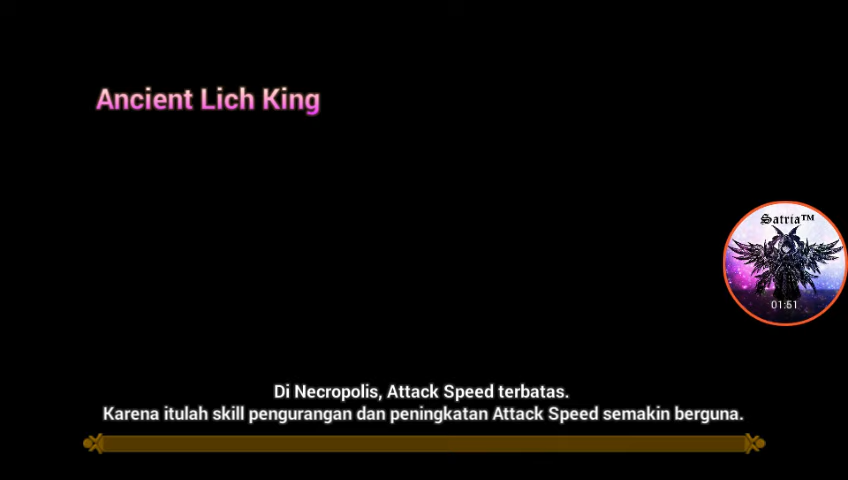 Ancient Lich King
Satria™
01:51
Di Necropolis, Attack Speed terbatas.
Karena itulah skill pengurangan dan peningkatan Attack Speed semakin berguna.